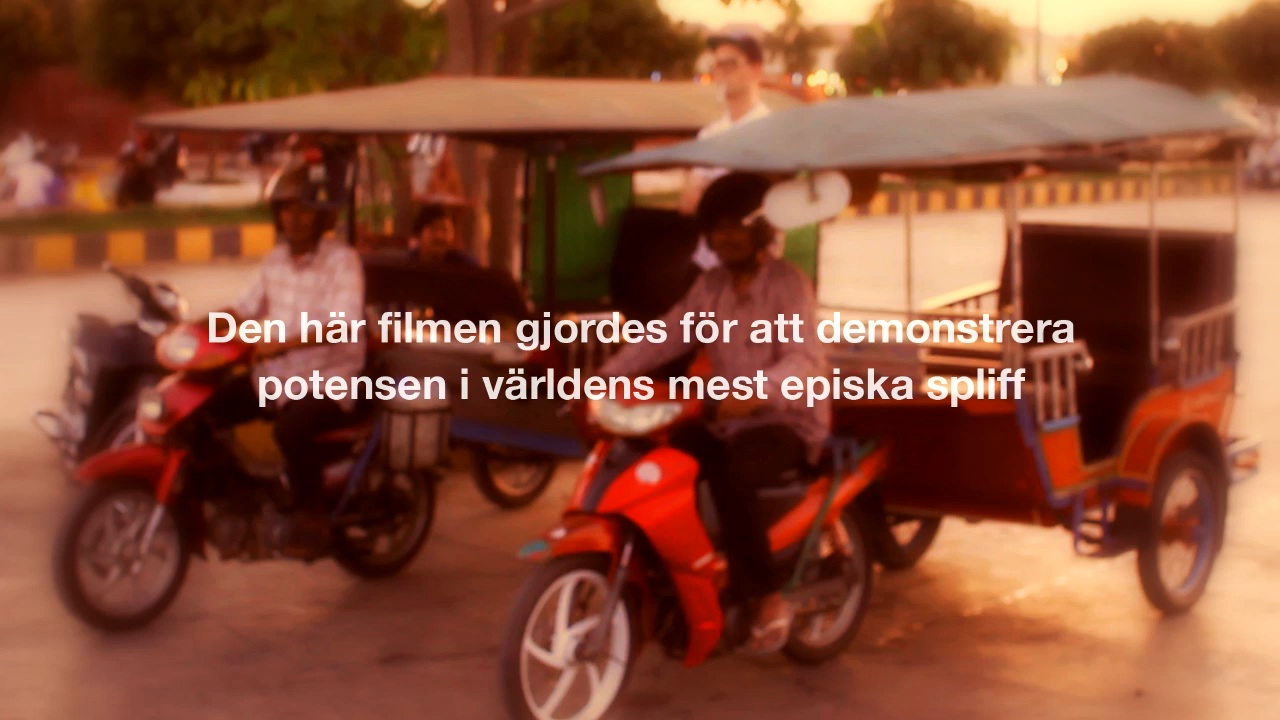 Den här filmen gjordes för att demonstrera
potensen i världens mest episka spliff